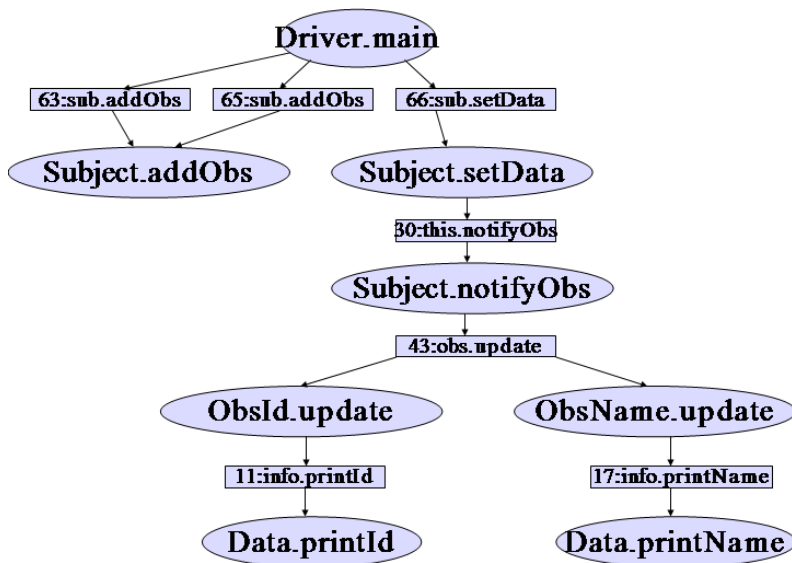 Driver.main
63:sub.addObs
65:sub.addObs
66:sub.setData
Subject.addObs
Subject.setData
30:this.notifyObs
Subject.notifyObs
43:obs.update
ObsId.update
ObsName.update
11:info.printId
17:info.printName
Data.printId
Data.printName